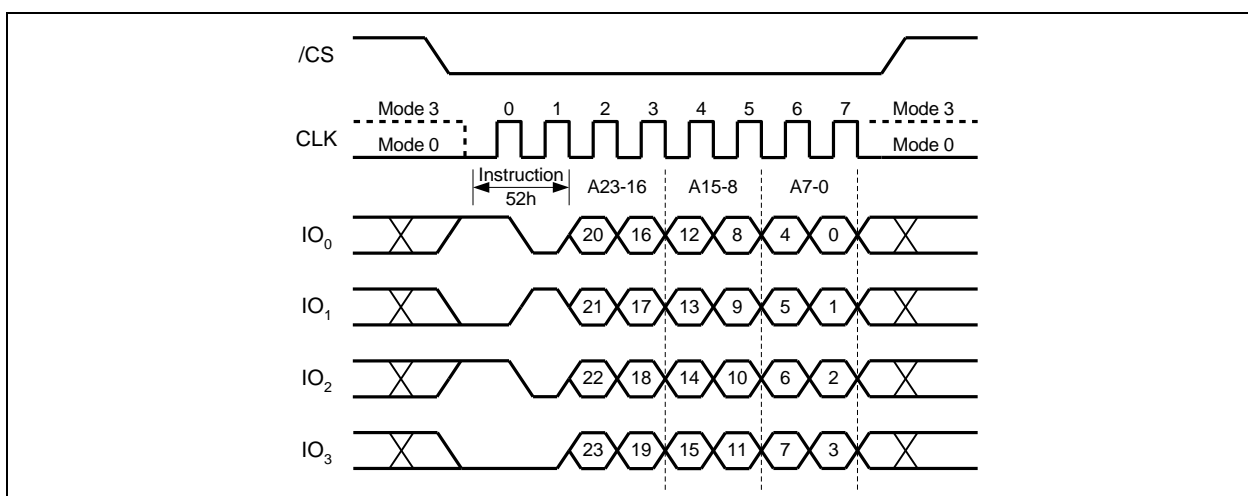 /CS
Mode 3 0 1 2 3 4 5 6 7 Mode 3
CLK
Mode 0 Mode 0
Instruction A23-16 A15-8 A7-0
52h
IO0 20 16 12 8 4 0
IO1 21 17 13 9 5 1
IO2 22 18 14 10 6 2
IO3 23 19 15 11 7 3